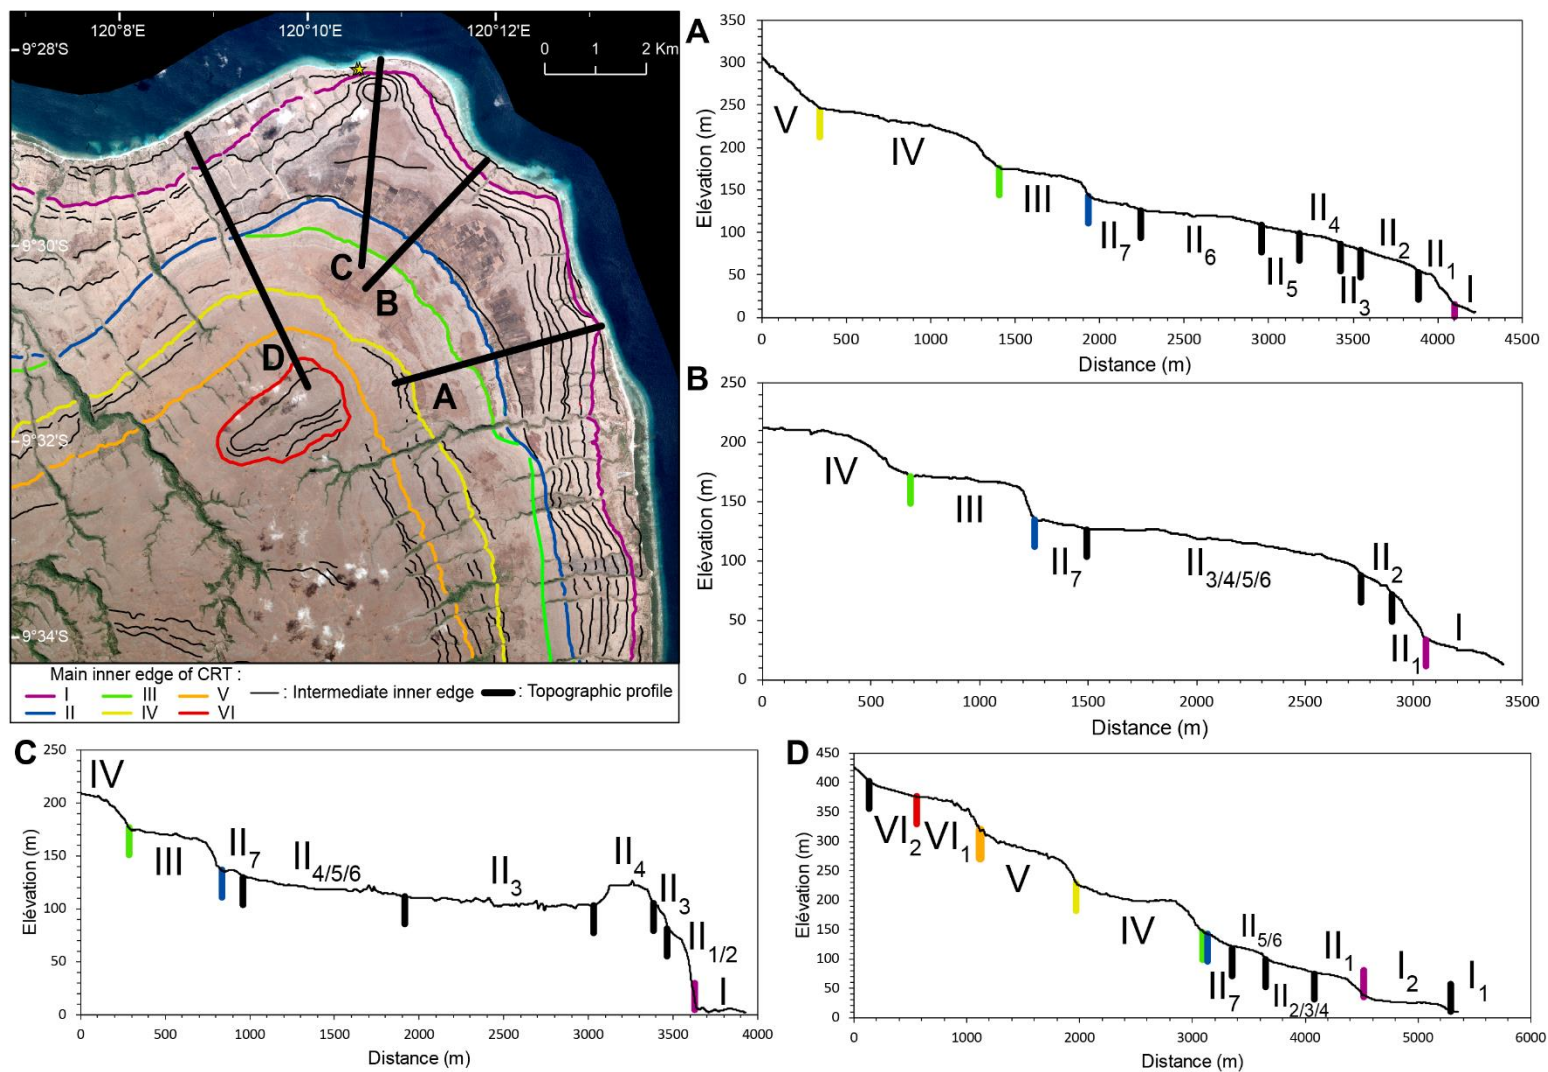 120°8'E 120°10'E 120°12'E
9°28'S
0 1 2 Km
9°30'S
9°32'S
9°34'S
C
B
D
A
Main inner edge of CRT :
I III V : Intermediate inner edge : Topographic profile
II IV VI
A
Elévation (m)
350
300
250
200
150
100
50
0
V IV III II7 II6 II5 II4 II3 II2 II1 I
0 500 1000 1500 2000 2500 3000 3500 4000 4500
Distance (m)
B
Elévation (m)
250
200
150
100
50
0
IV III II7 II3/4/5/6 II2 II1 I
0 500 1000 1500 2000 2500 3000 3500
Distance (m)
C
Elévation (m)
250
200
150
100
50
0
IV III II7 II4/5/6 II3 II4 II3 II1/2 I
0 500 1000 1500 2000 2500 3000 3500 4000
Distance (m)
D
Elévation (m)
450
400
350
300
250
200
150
100
50
0
VI2 VI1 V IV II7 II5/6 II2/3/4 II1 I2 I1
0 1000 2000 3000 4000 5000 6000
Distance (m)